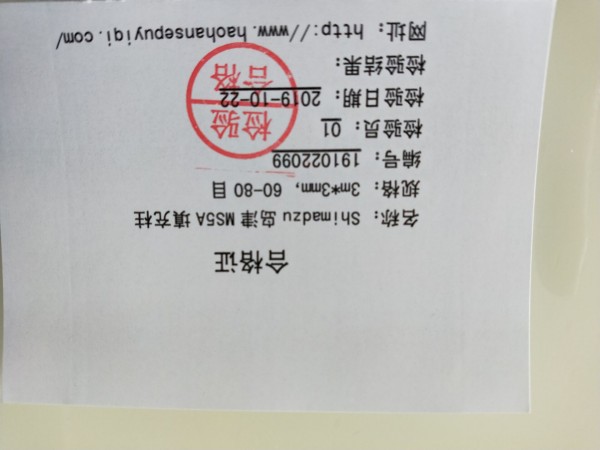 合格证
名称: Shimadzu 岛津 MS5A 填充柱
规格: 3m*3mm, 60-80 目
编号: 191022099
检验员: 01
检验日期: 2019-10-22
检验结果:
检验
合格
网址: http://www.haohansepuyiqi.com/